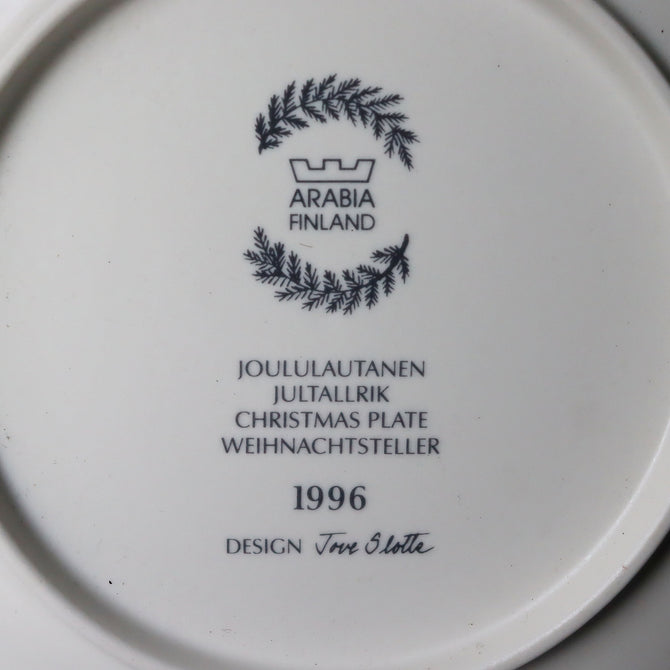 ARABIA
FINLAND
JOULULAUTANEN
JULTALLRIK
CHRISTMAS PLATE
WEIHNACHTSTELLER
1996
DESIGN Tove Slotte